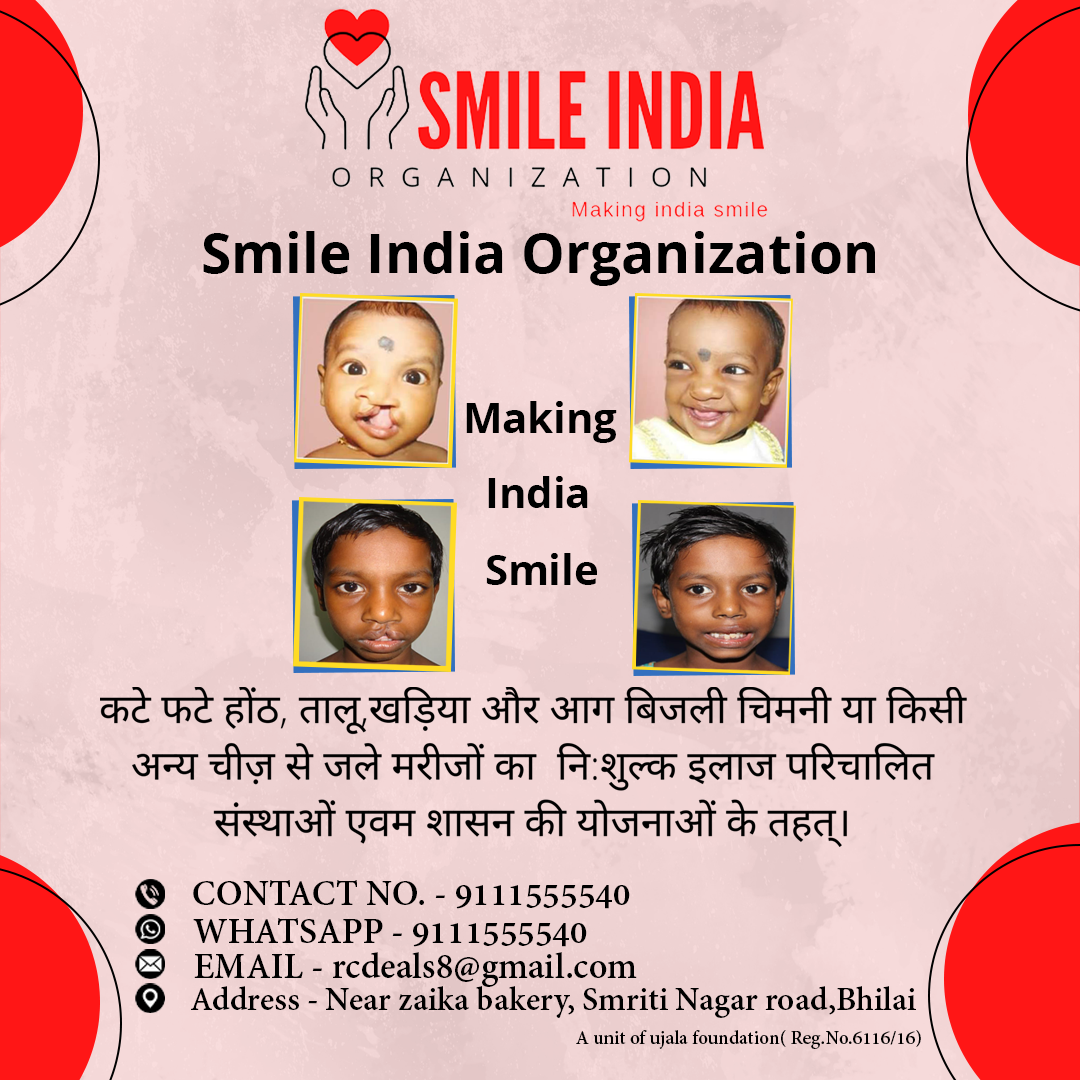 SMILE INDIA
ORGANIZATION
Making india smile
Smile India Organization
Making
India
Smile
कटे फटे होंठ, तालू,खड़िया और आग बिजली चिमनी या किसी
अन्य चीज़ से जले मरीजों का नि:शुल्क इलाज परिचालित
संस्थाओं एवम शासन की योजनाओं के तहत्।
CONTACT NO. - 9111555540
WHATSAPP - 9111555540
EMAIL - rcdeals8@gmail.com
Address - Near zaika bakery, Smriti Nagar road,Bhilai
A unit of ujala foundation( Reg.No.6116/16)